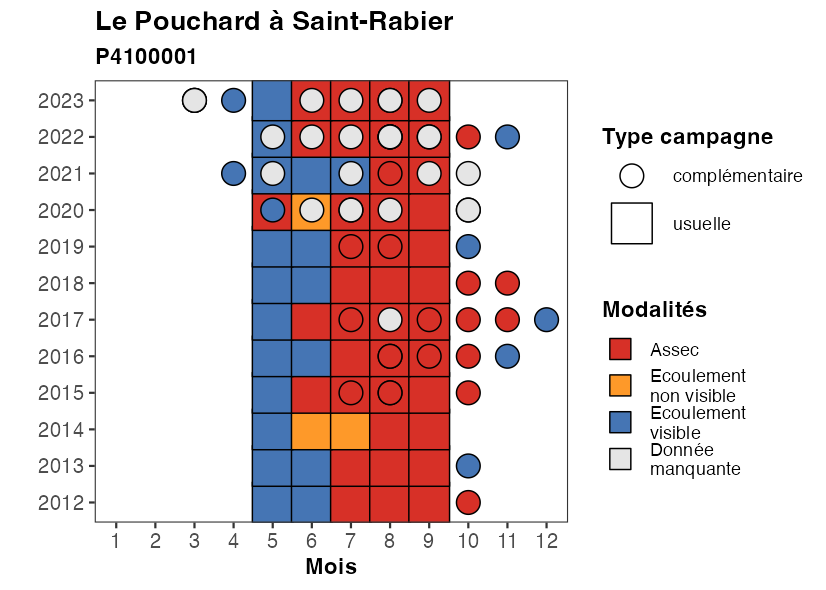 Le Pouchard à Saint-Rabier
P4100001
2023
2022
2021
2020
2019
2018
2017
2016
2015
2014
2013
2012
1 2 3 4 5 6 7 8 9 10 11 12
Mois
Type campagne
complémentaire
usuelle
Modalités
Assec
Ecoulement
non visible
Ecoulement
visible
Donnée
manquante